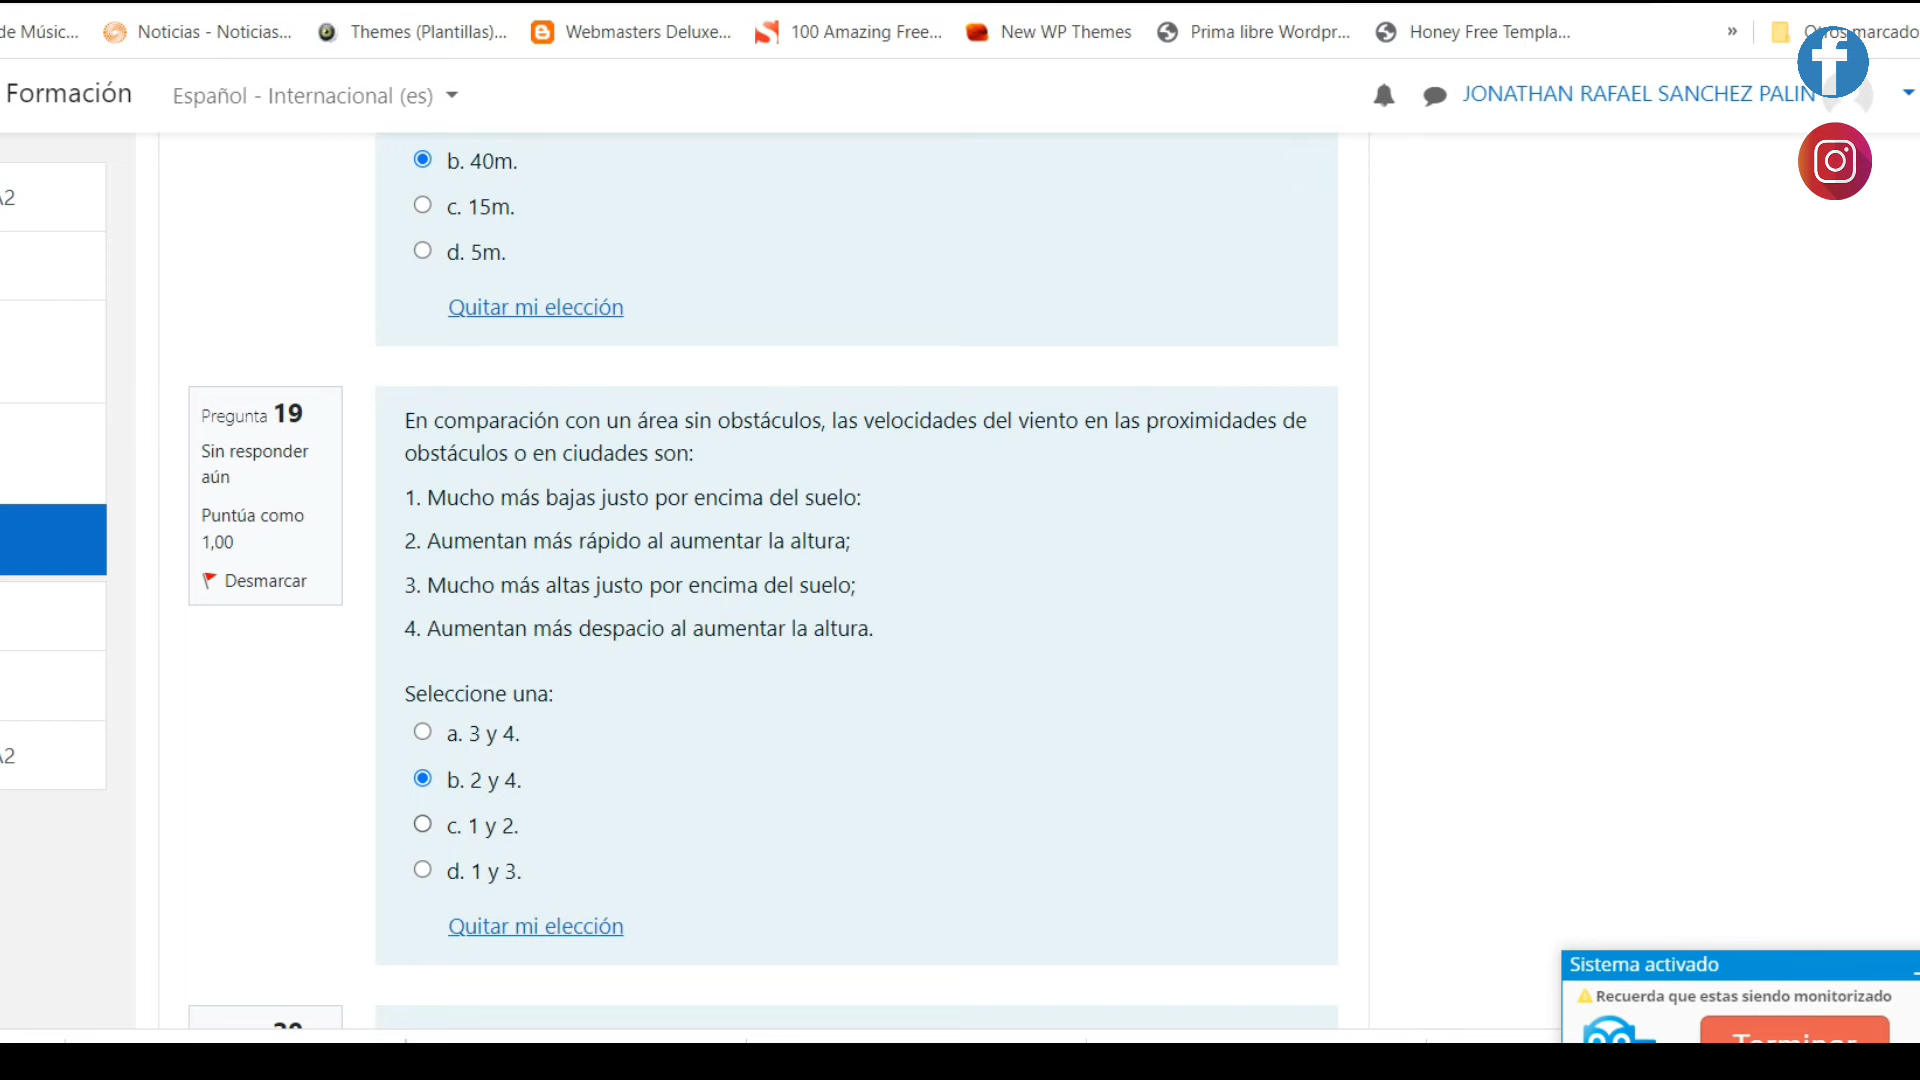 de Músic... Noticias - Noticias... Themes (Plantillas)... Webmasters Deluxe... 100 Amazing Free... New WP Themes Prima libre Wordpr... Honey Free Templa... »
Formación Español - Internacional (es) JONATHAN RAFAEL SANCHEZ PALIN
b. 40m.
A2
c. 15m.
d. 5m.
Quitar mi elección
Pregunta 19
Sin responder
aún
Puntúa como
1,00
Desmarcar
En comparación con un área sin obstáculos, las velocidades del viento en las proximidades de
obstáculos o en ciudades son:
1. Mucho más bajas justo por encima del suelo:
2. Aumentan más rápido al aumentar la altura;
3. Mucho más altas justo por encima del suelo;
4. Aumentan más despacio al aumentar la altura.
Seleccione una:
a. 3 y 4.
A2
b. 2 y 4.
c. 1 y 2.
d. 1 y 3.
Quitar mi elección
Sistema activado
Recuerda que estas siendo monitorizado
Terminar